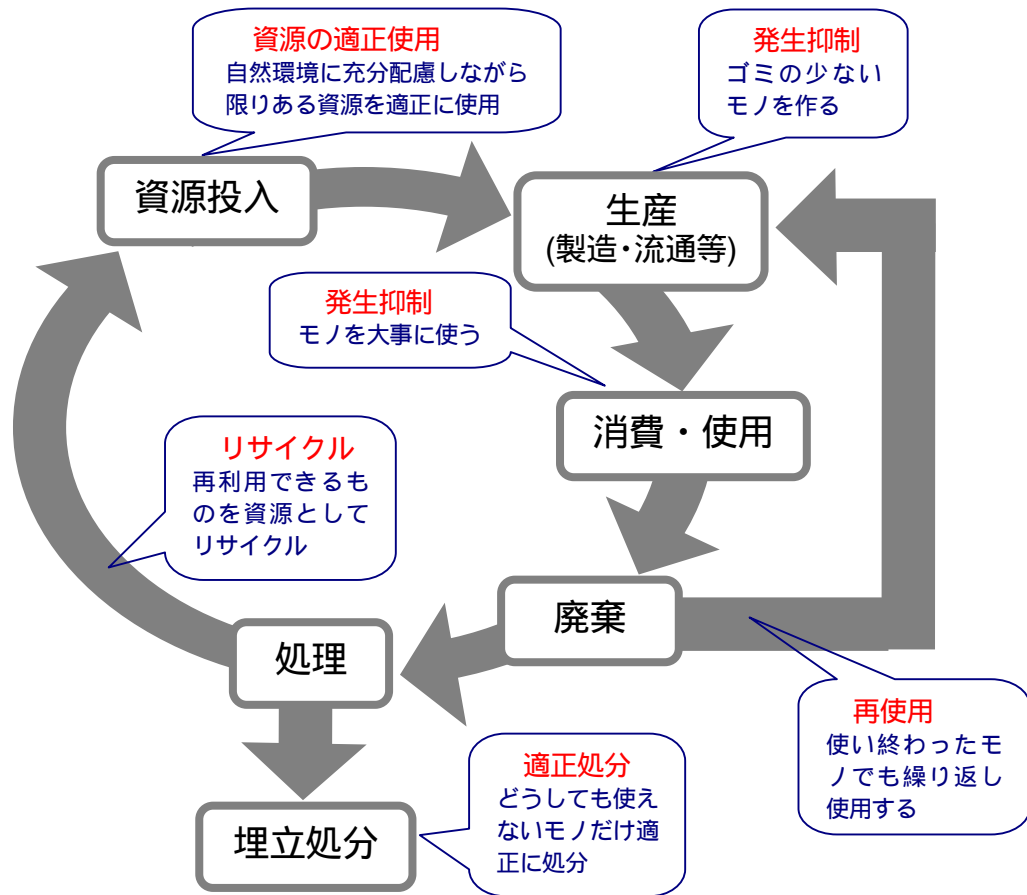 資源の適正使用
自然環境に充分配慮しながら
限りある資源を適正に使用
発生抑制
ゴミの少ない
モノを作る
資源投入
生産
(製造・流通等)
発生抑制
モノを大事に使う
消費・使用
リサイクル
再利用できるも
のを資源として
リサイクル
廃棄
処理
再使用
使い終わったモ
ノでも繰り返し
使用する
適正処分
どうしても使え
ないモノだけ適
正に処分
埋立処分